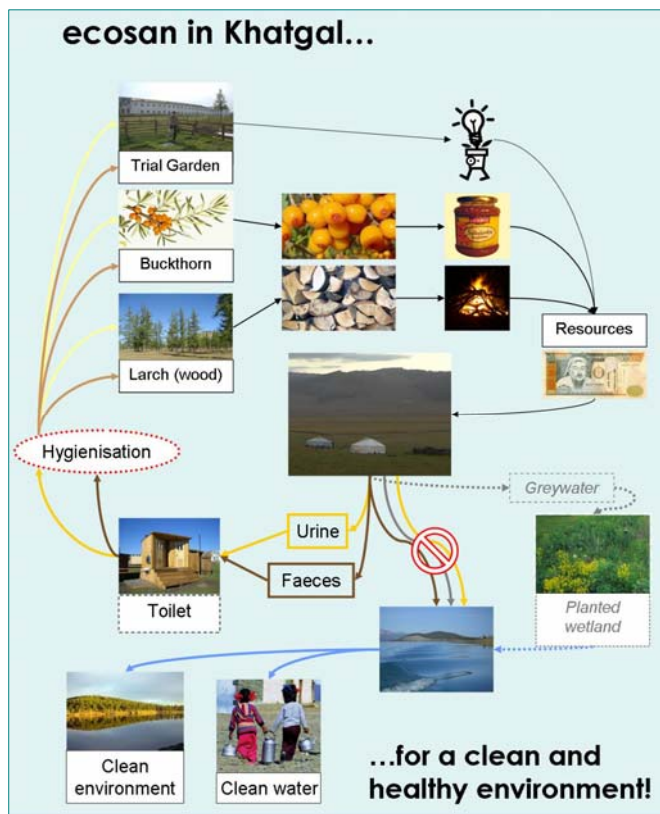 ecosan in Khatgal...
Trial Garden
Buckthorn
Larch (wood)
Resources
Hygienisation
Greywater
Urine
Faeces
Toilet
Planted
wetland
Clean
environment
Clean water
...for a clean and
healthy environment!